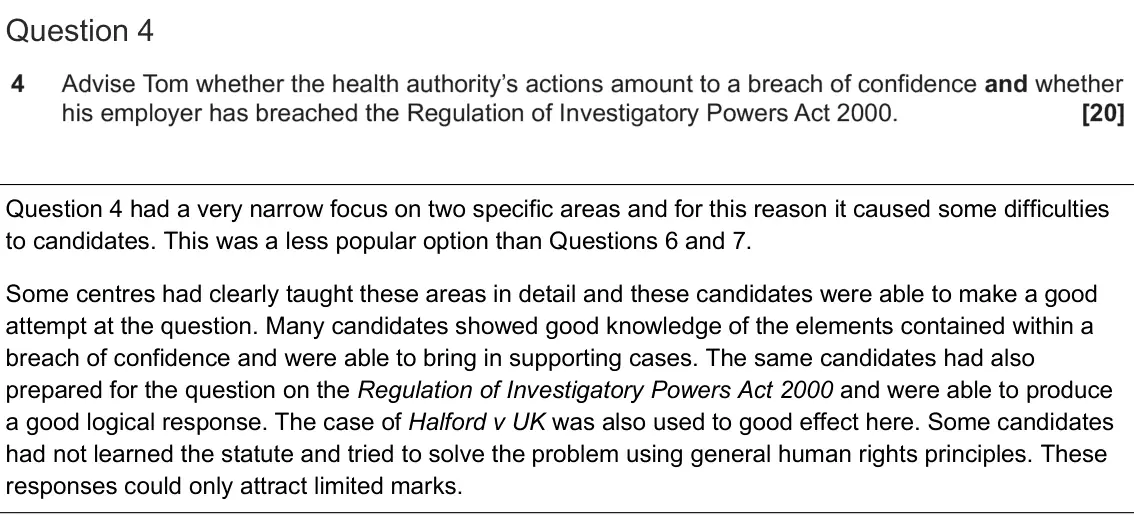 Question 4
4 Advise Tom whether the health authority's actions amount to a breach of confidence and whether
his employer has breached the Regulation of Investigatory Powers Act 2000. [20]
Question 4 had a very narrow focus on two specific areas and for this reason it caused some difficulties
to candidates. This was a less popular option than Questions 6 and 7.
Some centres had clearly taught these areas in detail and these candidates were able to make a good
attempt at the question. Many candidates showed good knowledge of the elements contained within a
breach of confidence and were able to bring in supporting cases. The same candidates had also
prepared for the question on the Regulation of Investigatory Powers Act 2000 and were able to produce
a good logical response. The case of Halford v UK was also used to good effect here. Some candidates
had not learned the statute and tried to solve the problem using general human rights principles. These
responses could only attract limited marks.